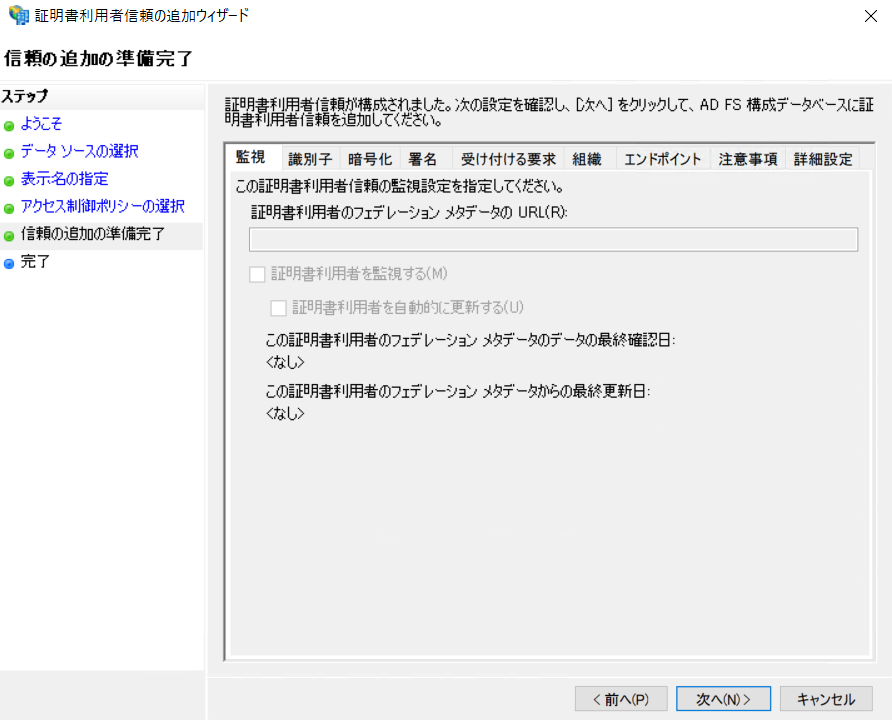 証明書利用者信頼の追加ウィザード
信頼の追加の準備完了
ステップ
ようこそ
データ ソースの選択
表示名の指定
アクセス制御ポリシーの選択
信頼の追加の準備完了
完了
証明書利用者信頼が構成されました。次の設定を確認し、[次へ] をクリックして、AD FS 構成データベースに証
明書利用者信頼を追加してください。
監視 識別子 暗号化 署名 受け付ける要求 組織 エンドポイント 注意事項 詳細設定
この証明書利用者信頼の監視設定を指定してください。
証明書利用者のフェデレーション メタデータの URL(R):
証明書利用者を監視する(M)
証明書利用者を自動的に更新する(U)
この証明書利用者のフェデレーション メタデータのデータの最終確認日:
<なし>
この証明書利用者のフェデレーション メタデータからの最終更新日:
<なし>
< 前へ(P) 次へ(N) > キャンセル